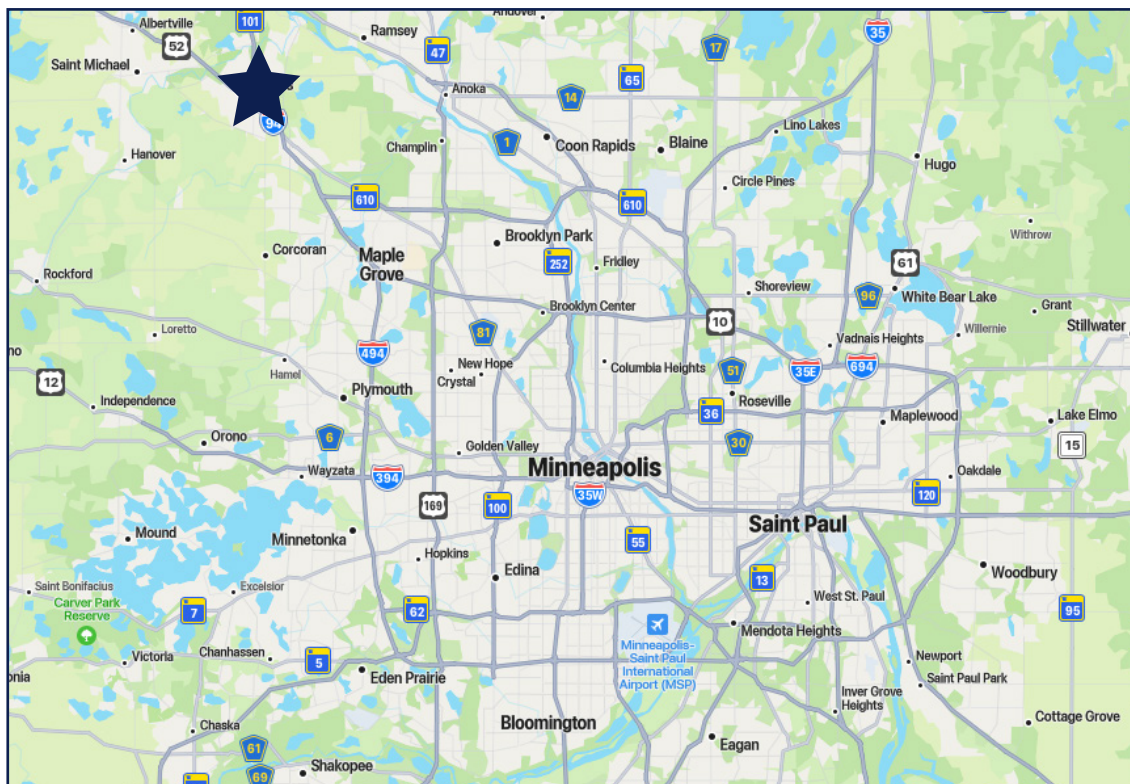 Andover
Albertville
101
Ramsey
35
52
47
17
Saint Michael
65
Anoka
14
94
Lino Lakes
Champlin
1
Coon Rapids
Blaine
Hanover
Hugo
Circle Pines
610
610
Withrow
Corcoran
Maple
Grove
Brooklyn Park
252
Fridley
61
Rockford
Shoreview
96
White Bear Lake
Grant
Brooklyn Center
Loretto
81
10
Willernie
Stillwater
Vadnais Heights
no
494
Hamel
New Hope
Crystal
Columbia Heights
51
35E
694
12
Plymouth
Independence
Roseville
36
Maplewood
Lake Elmo
6
Orono
Golden Valley
30
15
Wayzata
394
Minneapolis
Oakdale
35W
120
169
100
Saint Paul
Mound
Minnetonka
55
Hopkins
Edina
13
Woodbury
Saint Bonifacius
Excelsior
Carver Park
Reserve
7
62
West St. Paul
95
Minneapolis-
Saint Paul
International
Airport (MSP)
Mendota Heights
Victoria
Chanhassen
5
Newport
onia
Eden Prairie
Saint Paul Park
Inver Grove
Heights
Chaska
Bloomington
Cottage Grove
61
Eagan
69
Shakopee